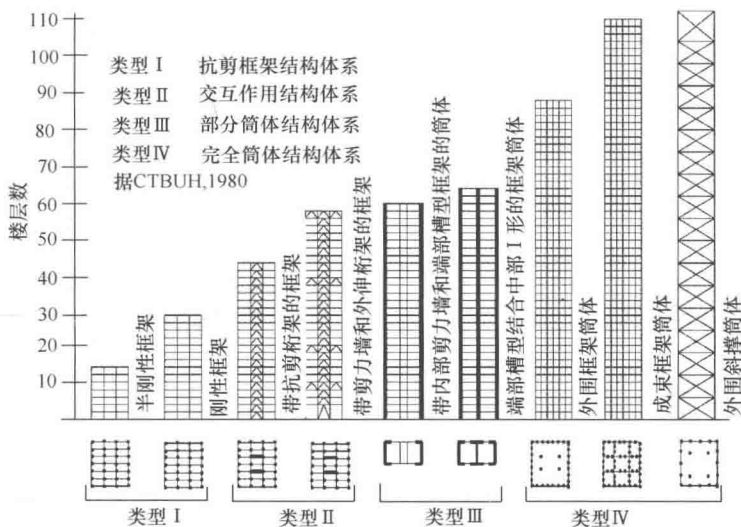 110
100
90
80
70
60
50
40
30
20
10
楼层数
类型Ⅰ 抗剪框架结构体系
类型Ⅱ 交互作用结构体系
类型Ⅲ 部分筒体结构体系
类型Ⅳ 完全筒体结构体系
据CTBUH,1980
半刚性框架
刚性框架
带抗剪桁架的框架
带剪力墙和外伸桁架的框架
带内部剪力墙和端部槽型框架的筒体
端部槽型结合中部 I 形的框架筒体
外围框架筒体
成束框架筒体
外围斜撑筒体
类型Ⅰ
类型Ⅱ
类型Ⅲ
类型Ⅳ